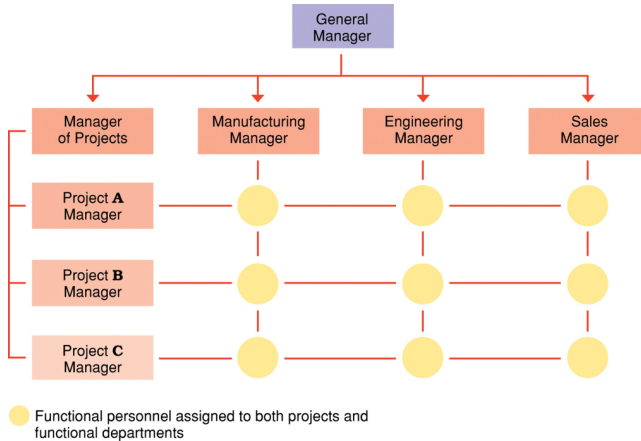 General
Manager
Manager
of Projects
Manufacturing
Manager
Engineering
Manager
Sales
Manager
Project A
Manager
Project B
Manager
Project C
Manager
Functional personnel assigned to both projects and
functional departments